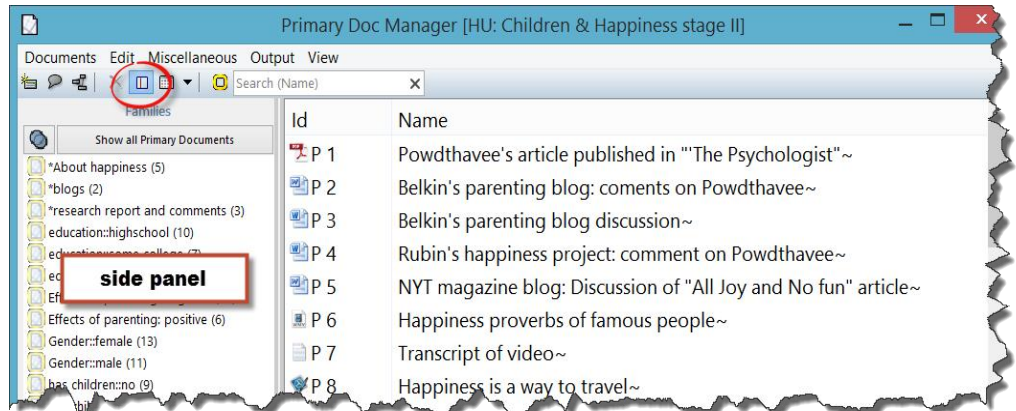 Primary Doc Manager [HU: Children & Happiness stage II]
Documents Edit Miscellaneous Output View
Search (Name)
Families
Show all Primary Documents
*About happiness (5)
*blogs (2)
*research report and comments (3)
education::highschool (10)
side panel
Effects of parenting: positive (6)
Gender::female (13)
Gender::male (11)
has children::no (9)
Id Name
P 1 Powdthavee's article published in "'The Psychologist"~
P 2 Belkin's parenting blog: coments on Powdthavee~
P 3 Belkin's parenting blog discussion~
P 4 Rubin's happiness project: comment on Powdthavee~
P 5 NYT magazine blog: Discussion of "All Joy and No fun" article~
P 6 Happiness proverbs of famous people~
P 7 Transcript of video~
P 8 Happiness is a way to travel~